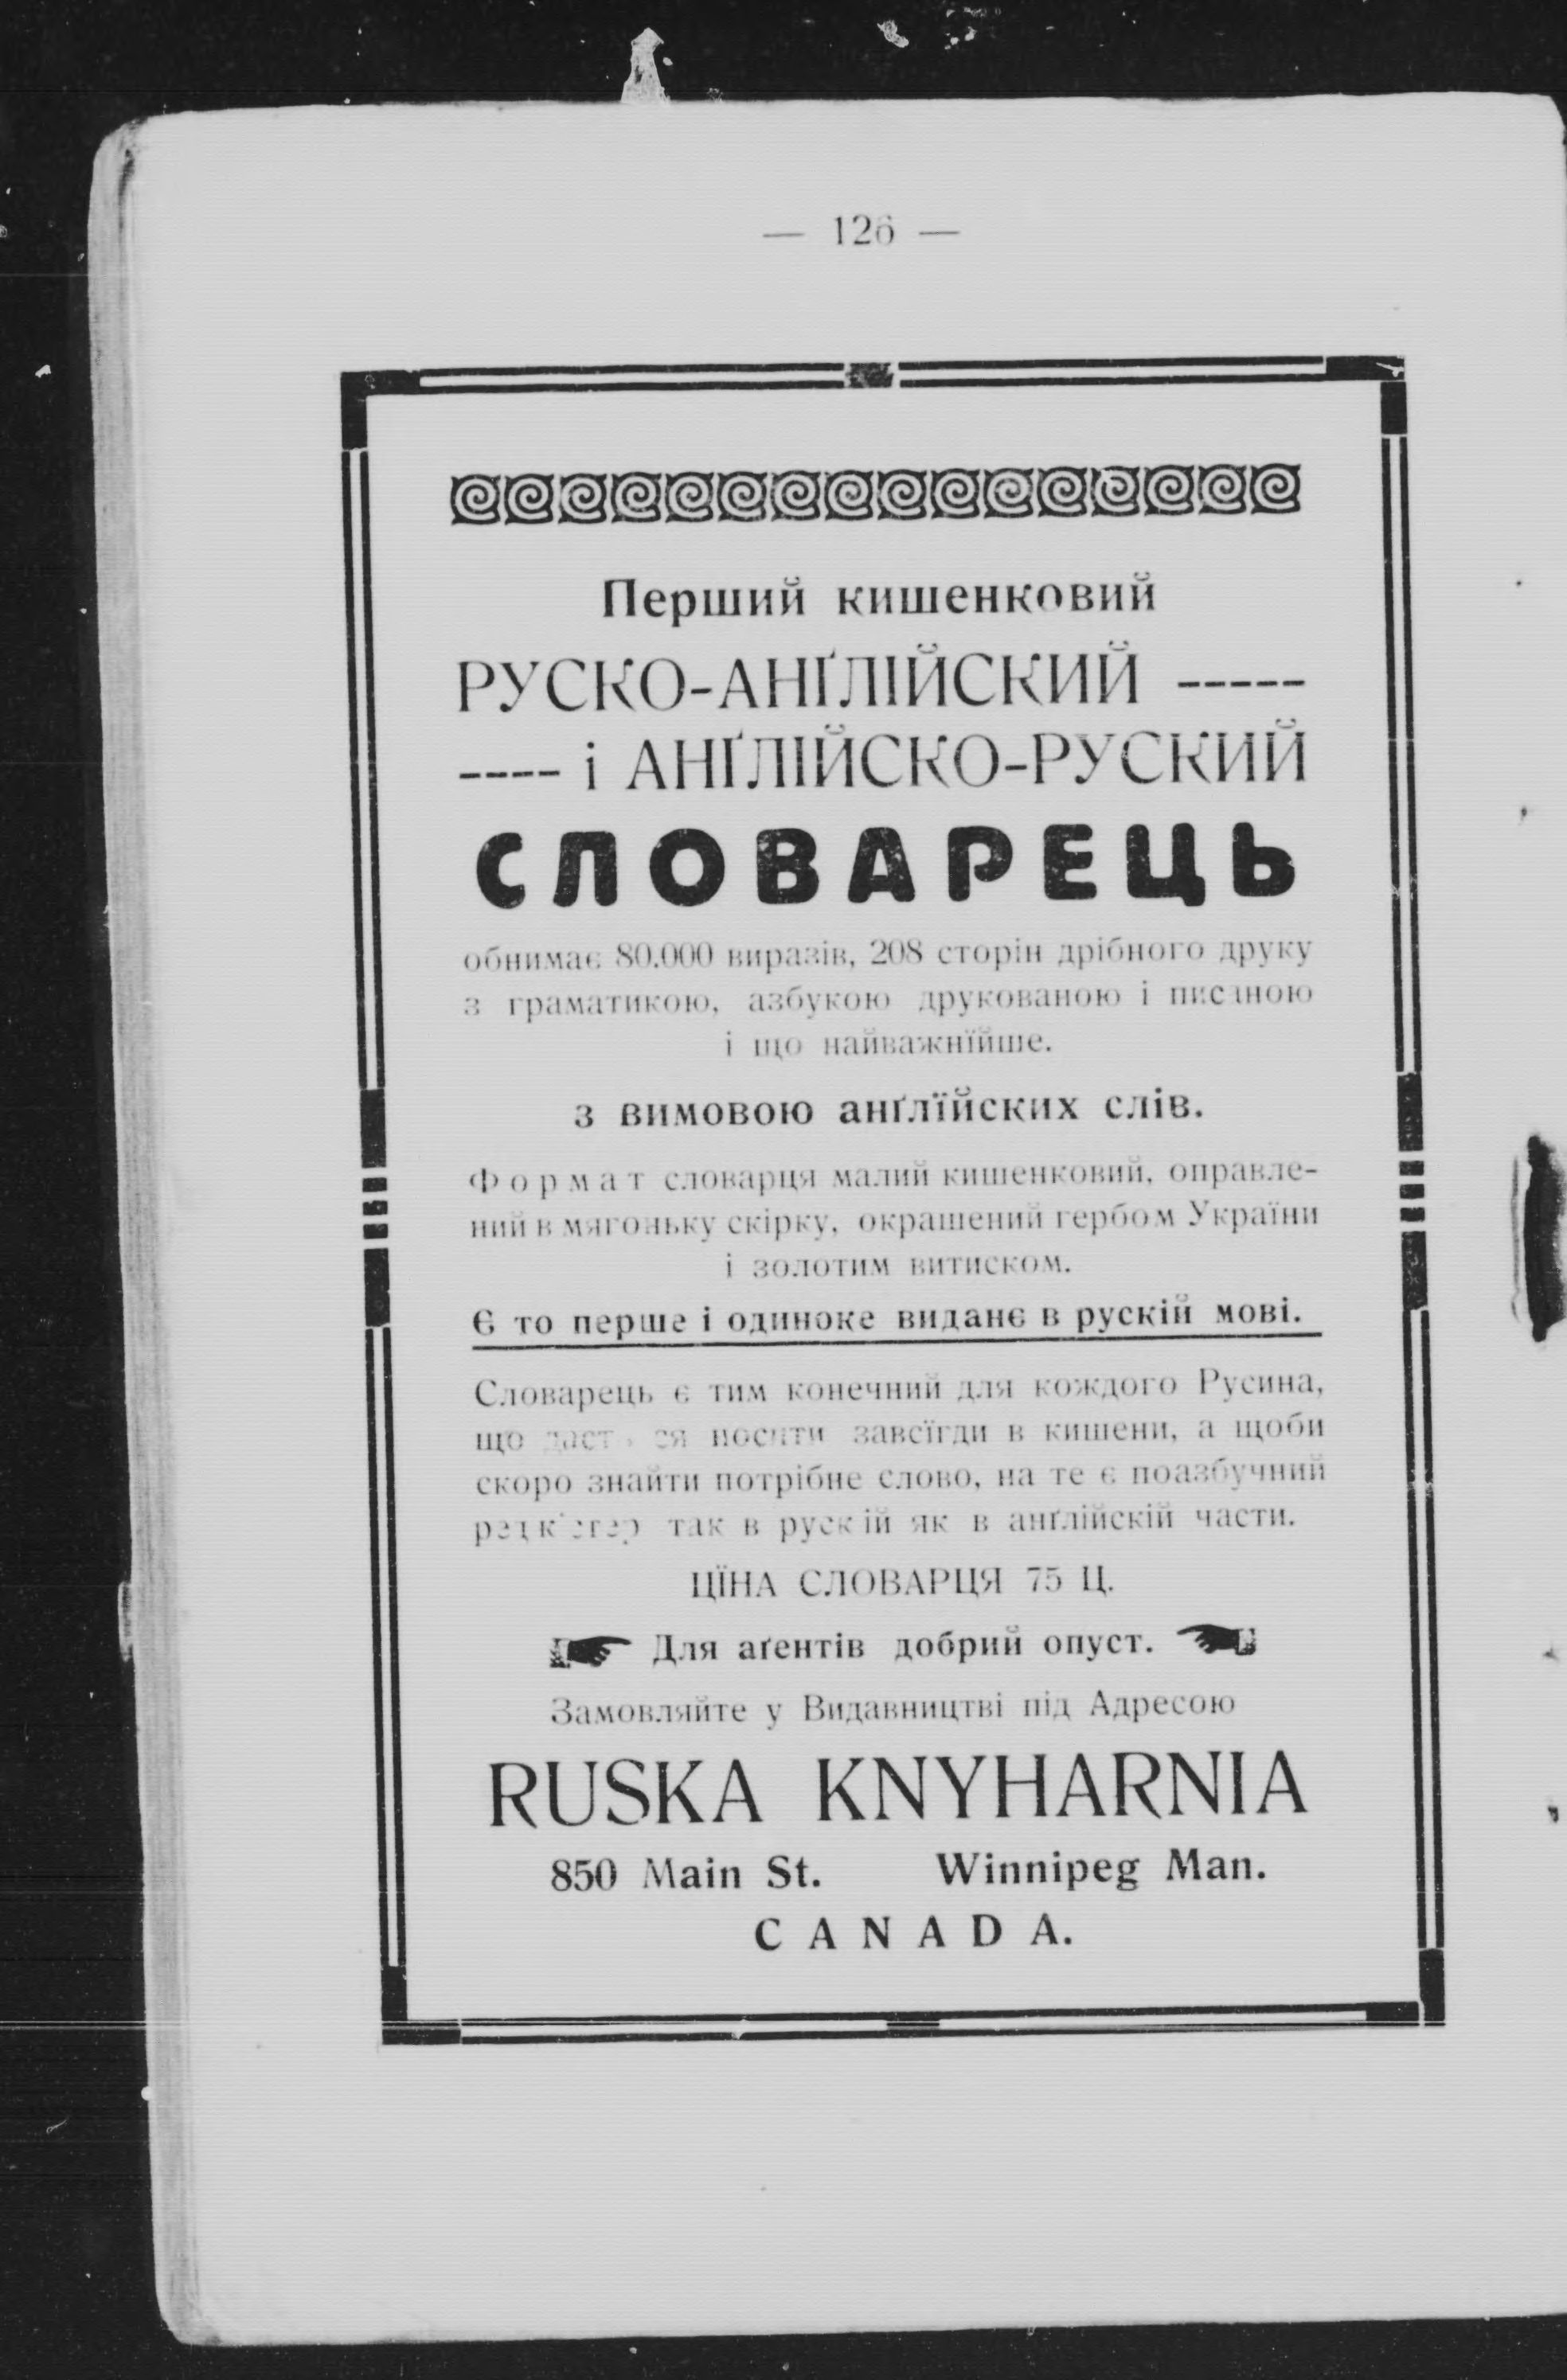 — 126 —
Перший кишенковий
РУСКО-АНҐЛІЙСКИЙ -----
---- і АНҐЛІЙСКО-РУСКИЙ
СЛОВАРЕЦЬ
обнимає 80.000 виразів, 208 сторін дрібного друку
з граматикою, азбукою друкованою і писаною
і що найважнїйше.
з вимовою анґлїйских слів.
Формат словарця малий кишенковий, оправле-
ний в мягоньку скірку, окрашений гербом України
і золотим витиском.
Є то перше і одиноке виданє в рускій мові.
Словарець є тим конечний для кождого Русина,
що ся носити завсїгди в кишени, а щоби
скоро знайти потрібне слово, на те є поазбучний
так в рускій як в анґлійскій части.
ЦЇНА СЛОВАРЦЯ 75 Ц.
Для аґентів добрий опуст.
Замовляйте у Видавництві під Адресою
RUSKA KNYHARNIA
850 Main St. Winnipeg Man.
CANADA.